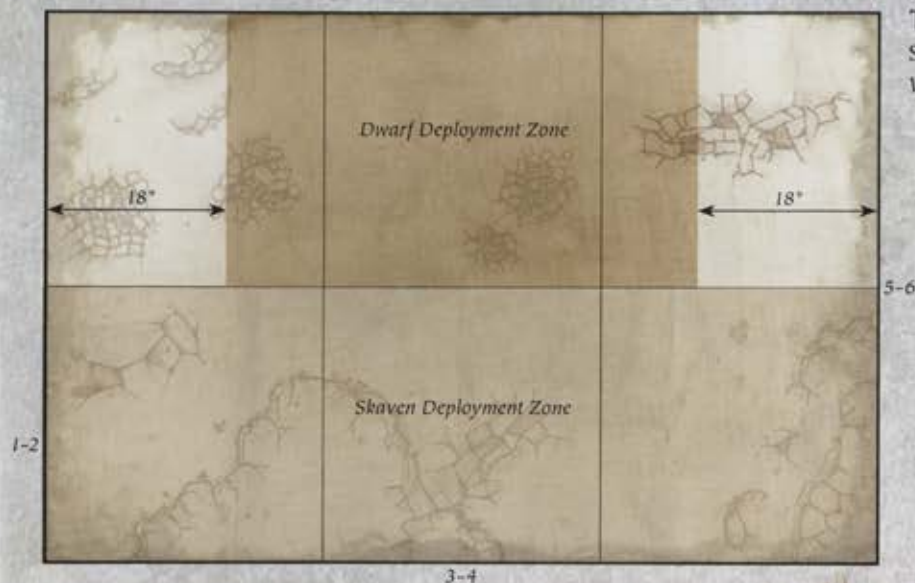 Dwarf Deployment Zone
18"
18"
5-6
Skaven Deployment Zone
1-2
3-4